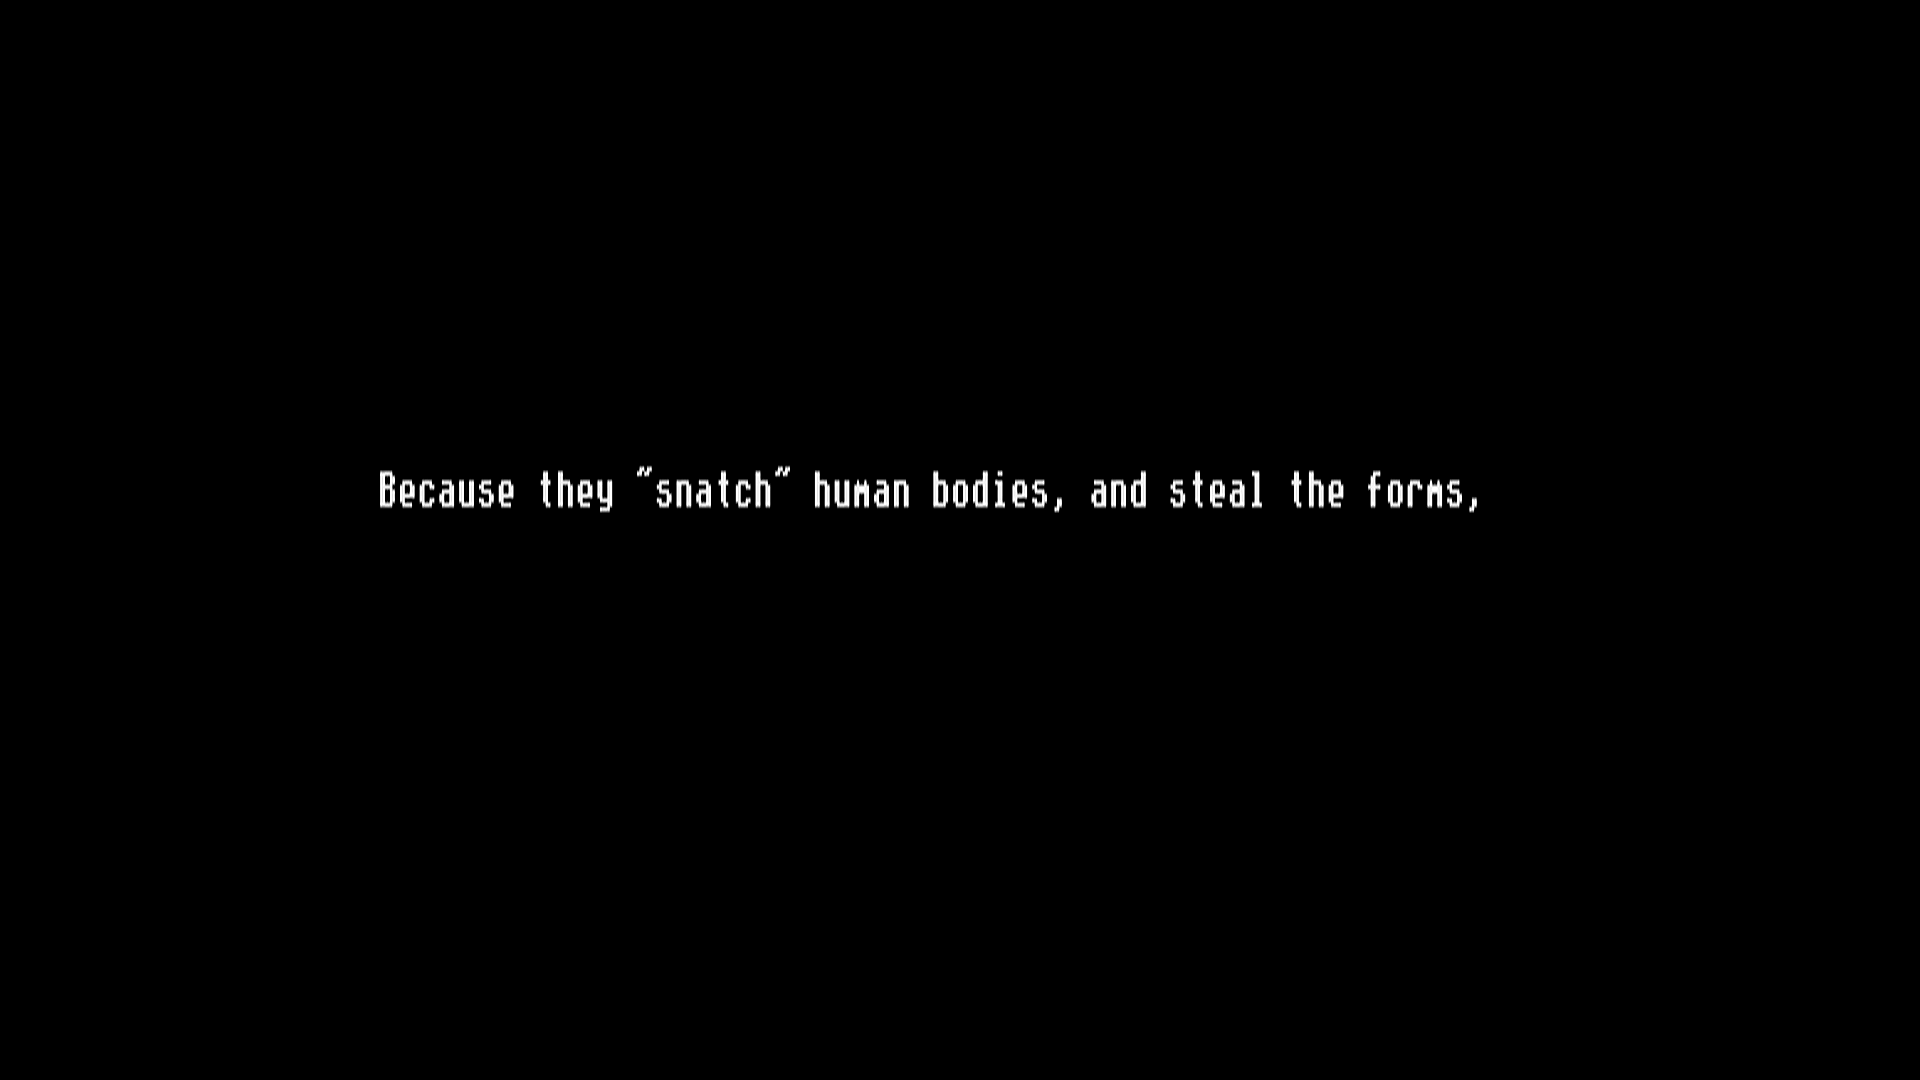 Because they "snatch" human bodies, and steal the forms,